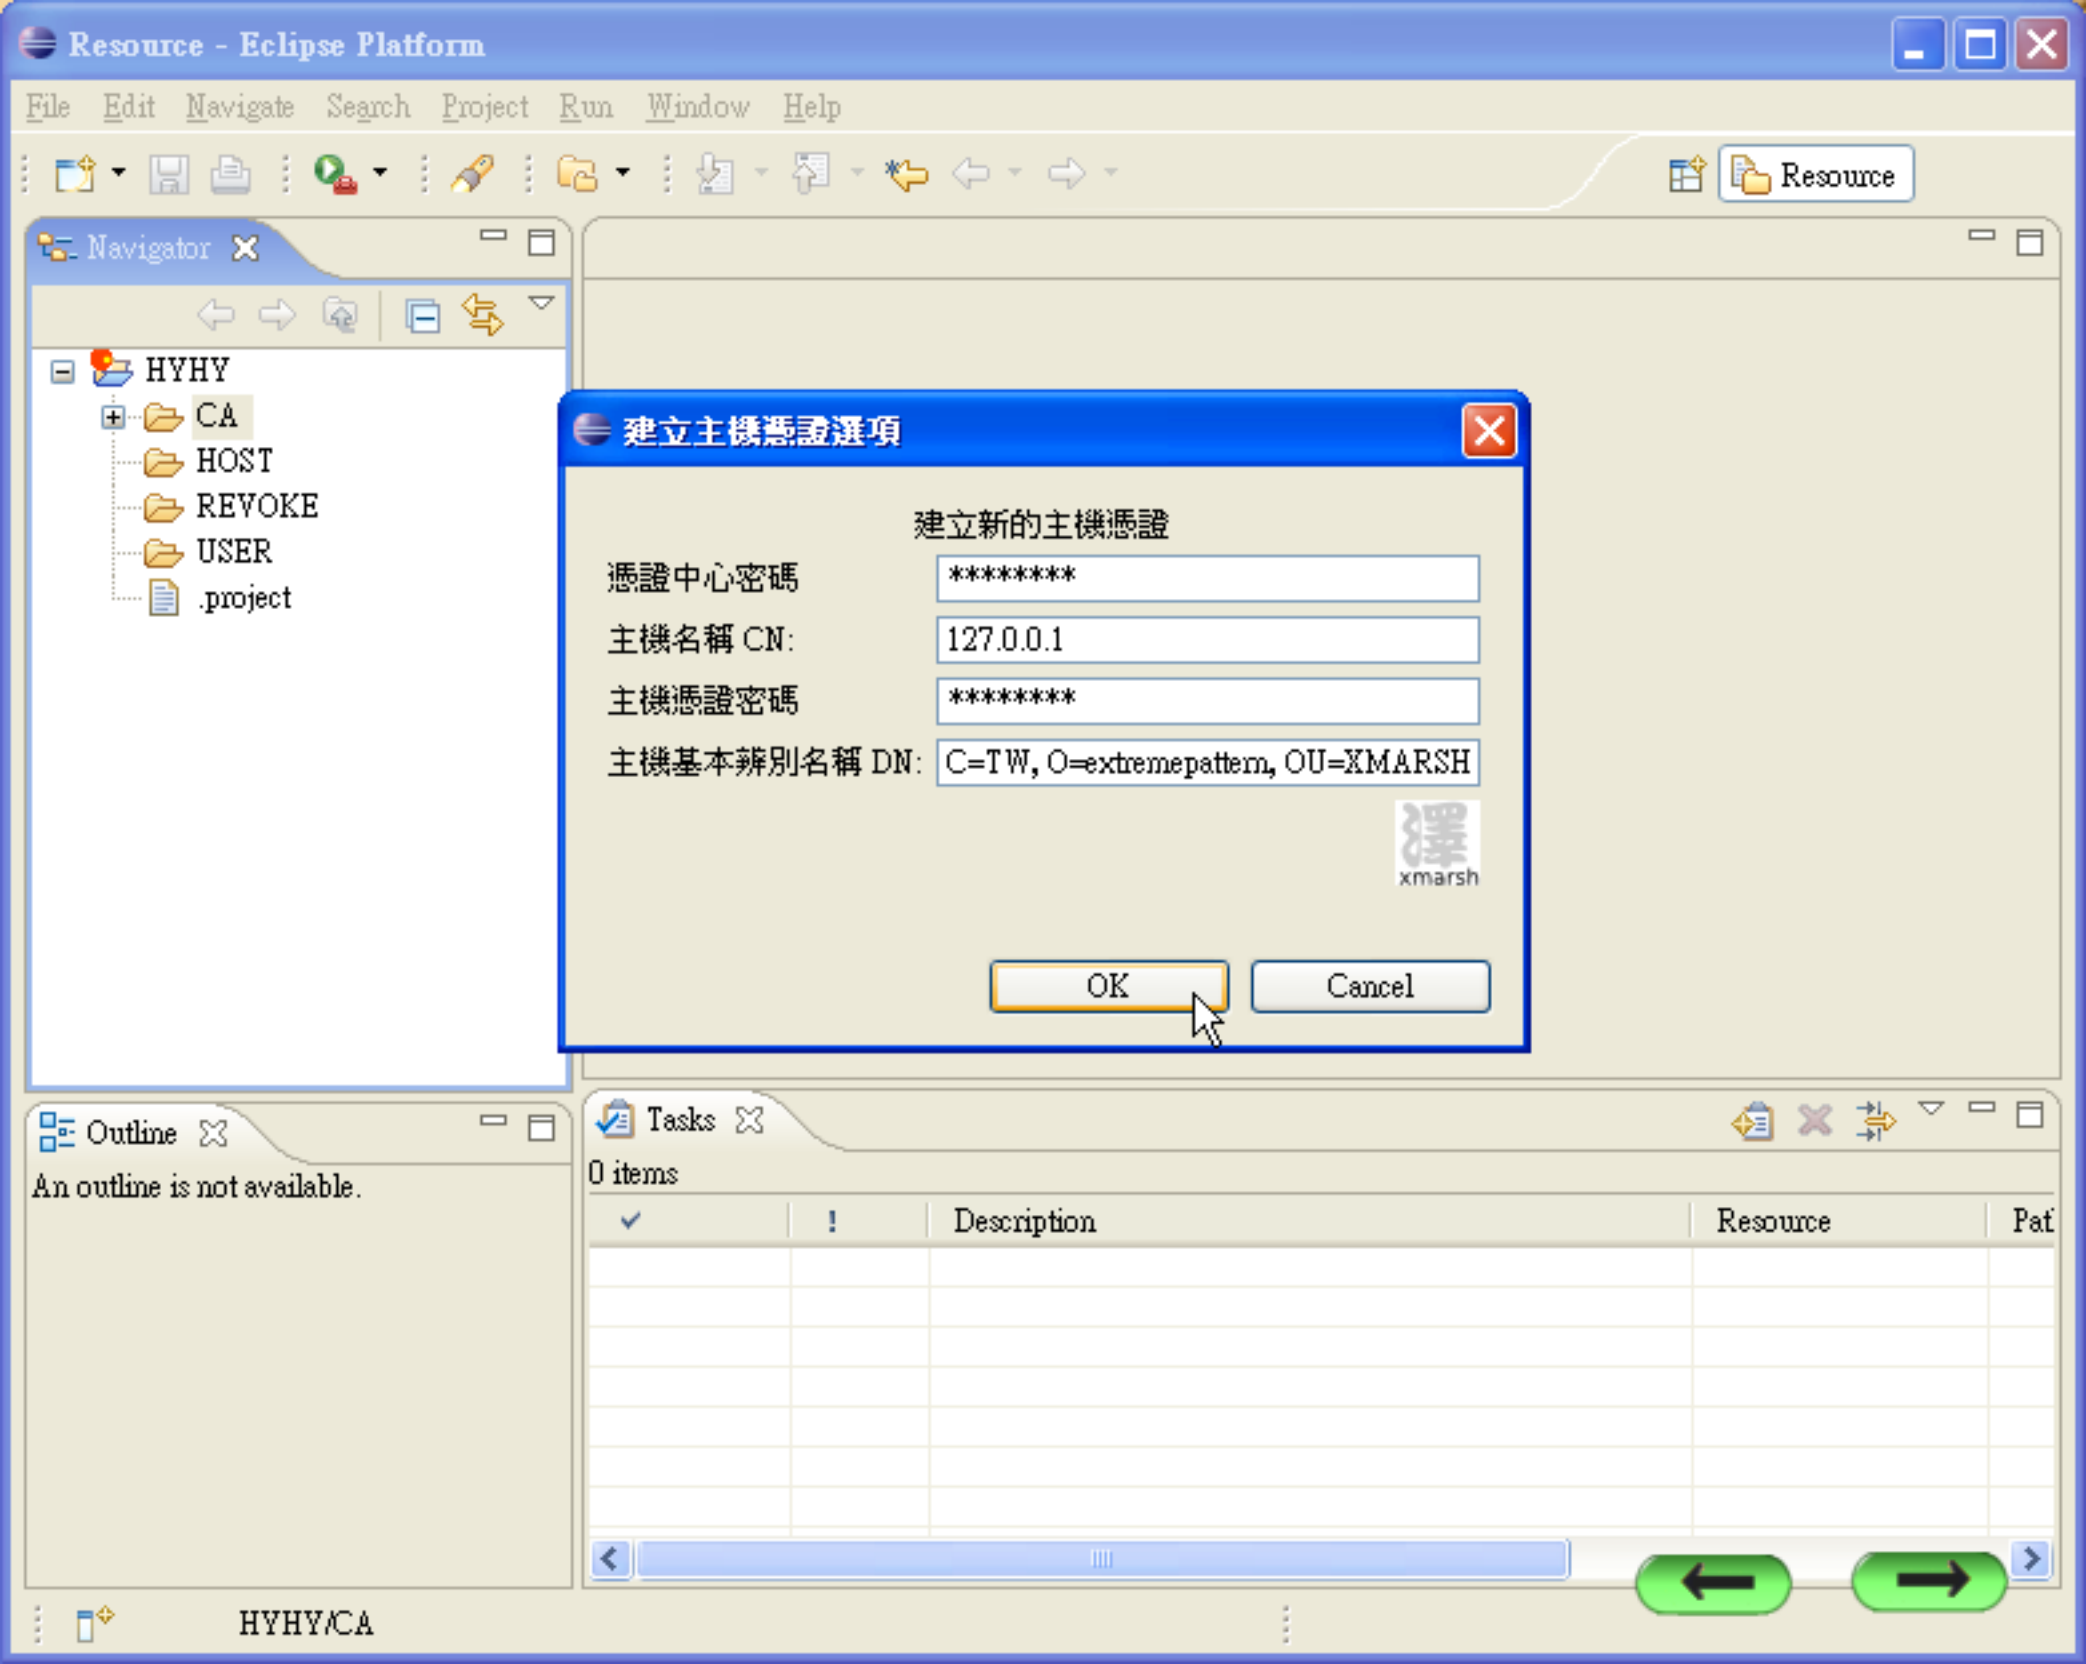 Resource - Eclipse Platform
File Edit Navigate Search Project Run Window Help
Resource
Navigator
HYHY
CA
HOST
REVOKE
USER
.project
建立主機憑證選項
建立新的主機憑證
憑證中心密碼 ********
主機名稱 CN: 127.0.0.1
主機憑證密碼 ********
主機基本辨別名稱 DN: C=TW, O=extremepattern, OU=XMARSH
澤
xmarsh
OK Cancel
Outline
An outline is not available.
Tasks
0 items
! Description Resource Pat
HYHY/CA